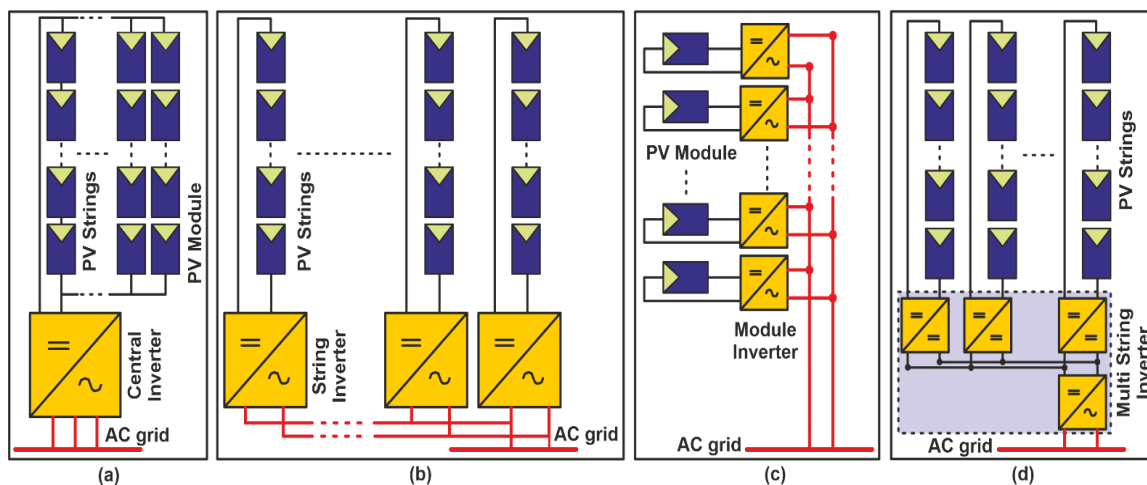 PV Strings
PV Module
Central
Inverter
AC grid
(a)
PV Strings
String
Inverter
AC grid
(b)
PV Module
Module
Inverter
AC grid
(c)
PV Strings
Multi String
Inverter
AC grid
(d)